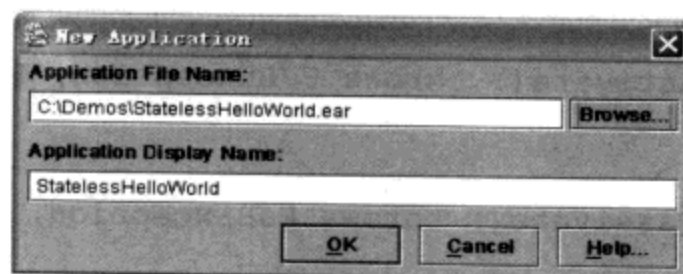 New Application
Application File Name:
C:\Demos\StatelessHelloWorld.ear
Browse...
Application Display Name:
StatelessHelloWorld
OK
Cancel
Help...